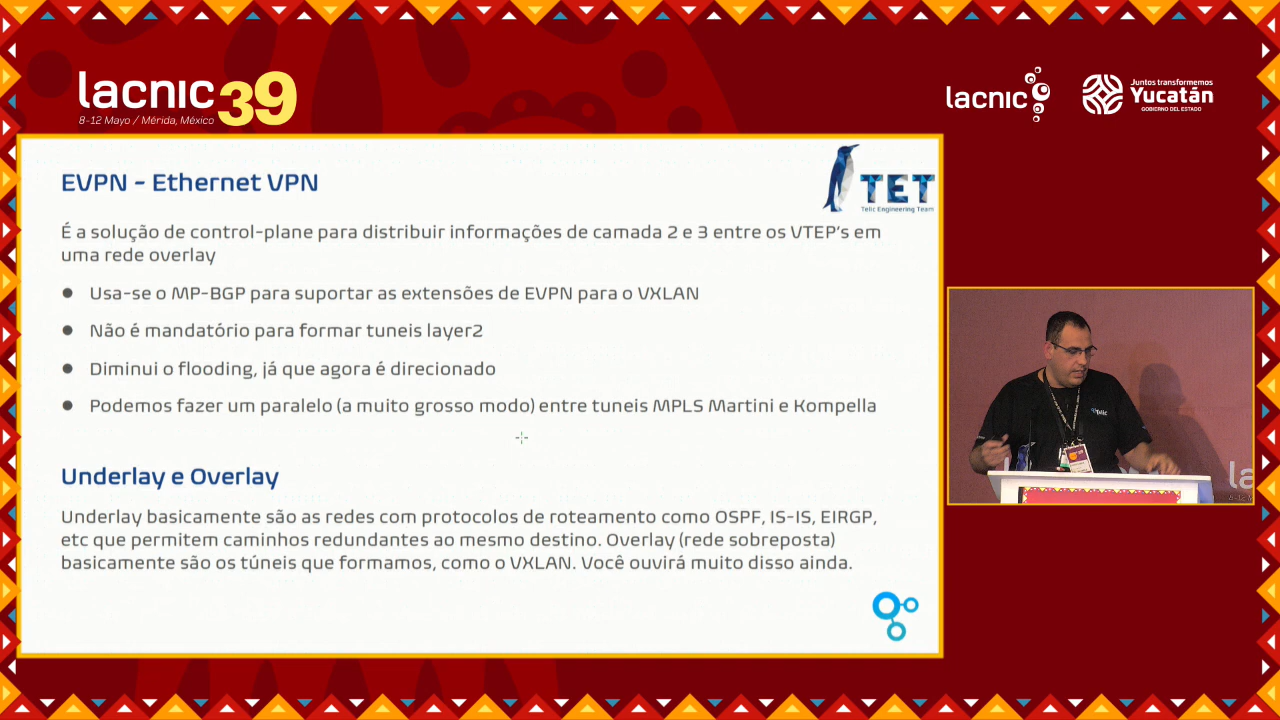 lacnic39
8-12 Mayo / Mérida, México
lacnic
Juntos transformemos
Yucatán
GOBIERNO DEL ESTADO
TET
Telic Engineering Team
EVPN - Ethernet VPN
É a solução de control-plane para distribuir informações de camada 2 e 3 entre os VTEP's em
uma rede overlay
● Usa-se o MP-BGP para suportar as extensões de EVPN para o VXLAN
● Não é mandatório para formar tuneis layer2
● Diminui o flooding, já que agora é direcionado
● Podemos fazer um paralelo (a muito grosso modo) entre tuneis MPLS Martini e Kompella
Underlay e Overlay
Underlay basicamente são as redes com protocolos de roteamento como OSPF, IS-IS, EIRGP,
etc que permitem caminhos redundantes ao mesmo destino. Overlay (rede sobreposta)
basicamente são os túneis que formamos, como o VXLAN. Você ouvirá muito disso ainda.